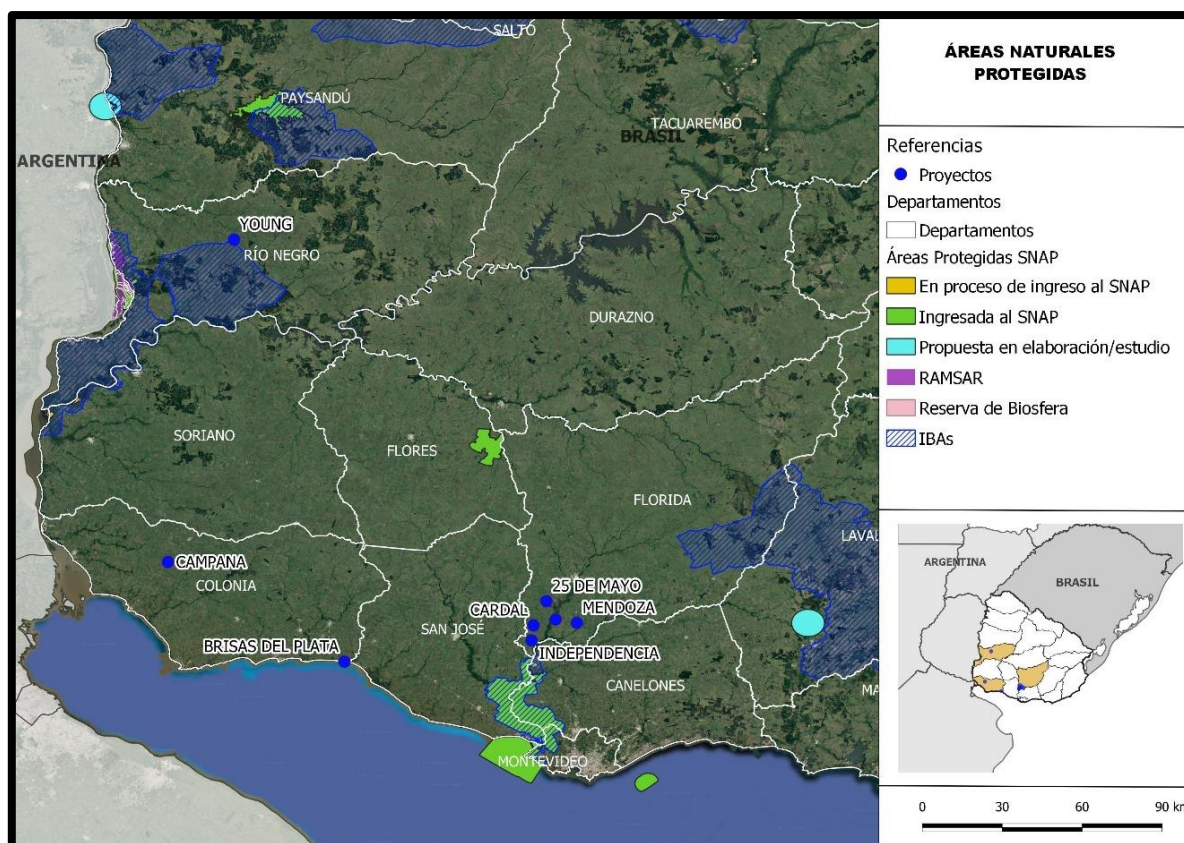 SALTO
PAYSANDÚ
TACUAREMBÓ
BRASIL
ARGENTINA
YOUNG
RÍO NEGRO
DURAZNO
SORIANO
FLORES
FLORIDA
LAVAL
CAMPANA
COLONIA
25 DE MAYO
CARDAL
MENDOZA
SAN JOSÉ
BRISAS DEL PLATA
INDEPENDENCIA
CANELONES
MA
MONTEVIDEO
ÁREAS NATURALES
PROTEGIDAS
Referencias
Proyectos
Departamentos
Departamentos
Áreas Protegidas SNAP
En proceso de ingreso al SNAP
Ingresada al SNAP
Propuesta en elaboración/estudio
RAMSAR
Reserva de Biosfera
IBAs
ARGENTINA
BRASIL
0 30 60 90 km